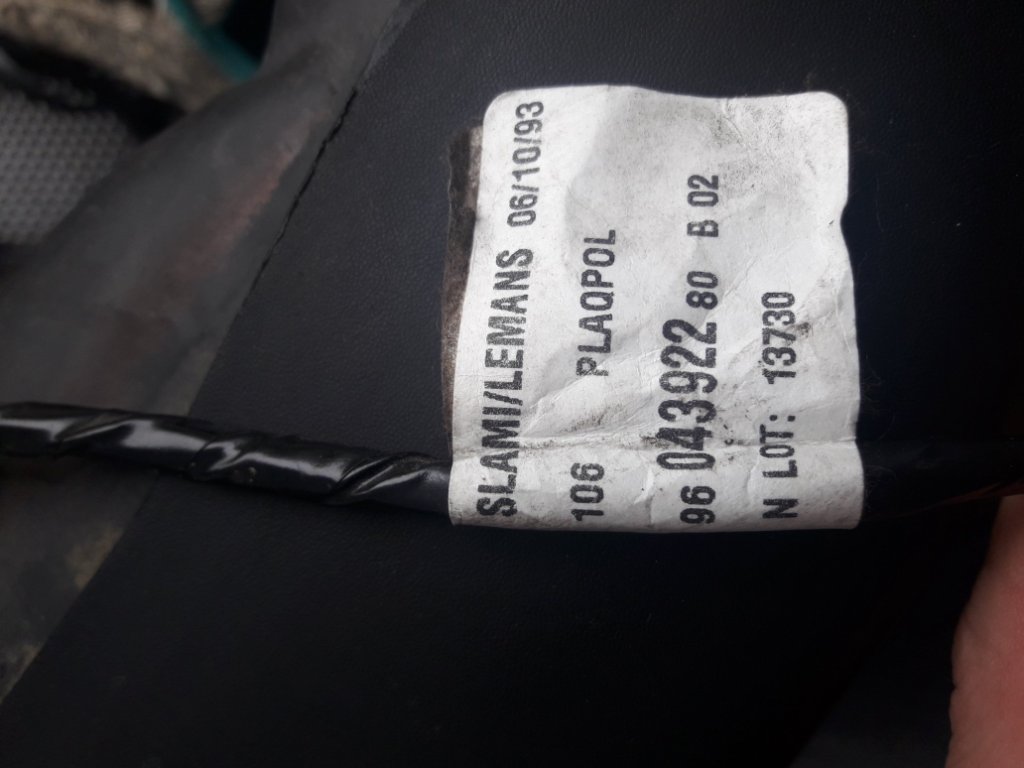 SLAMI/LEMANS 06/10/93
106 PLAQPOL
96 043922 80 B 02
N LOT: 13730